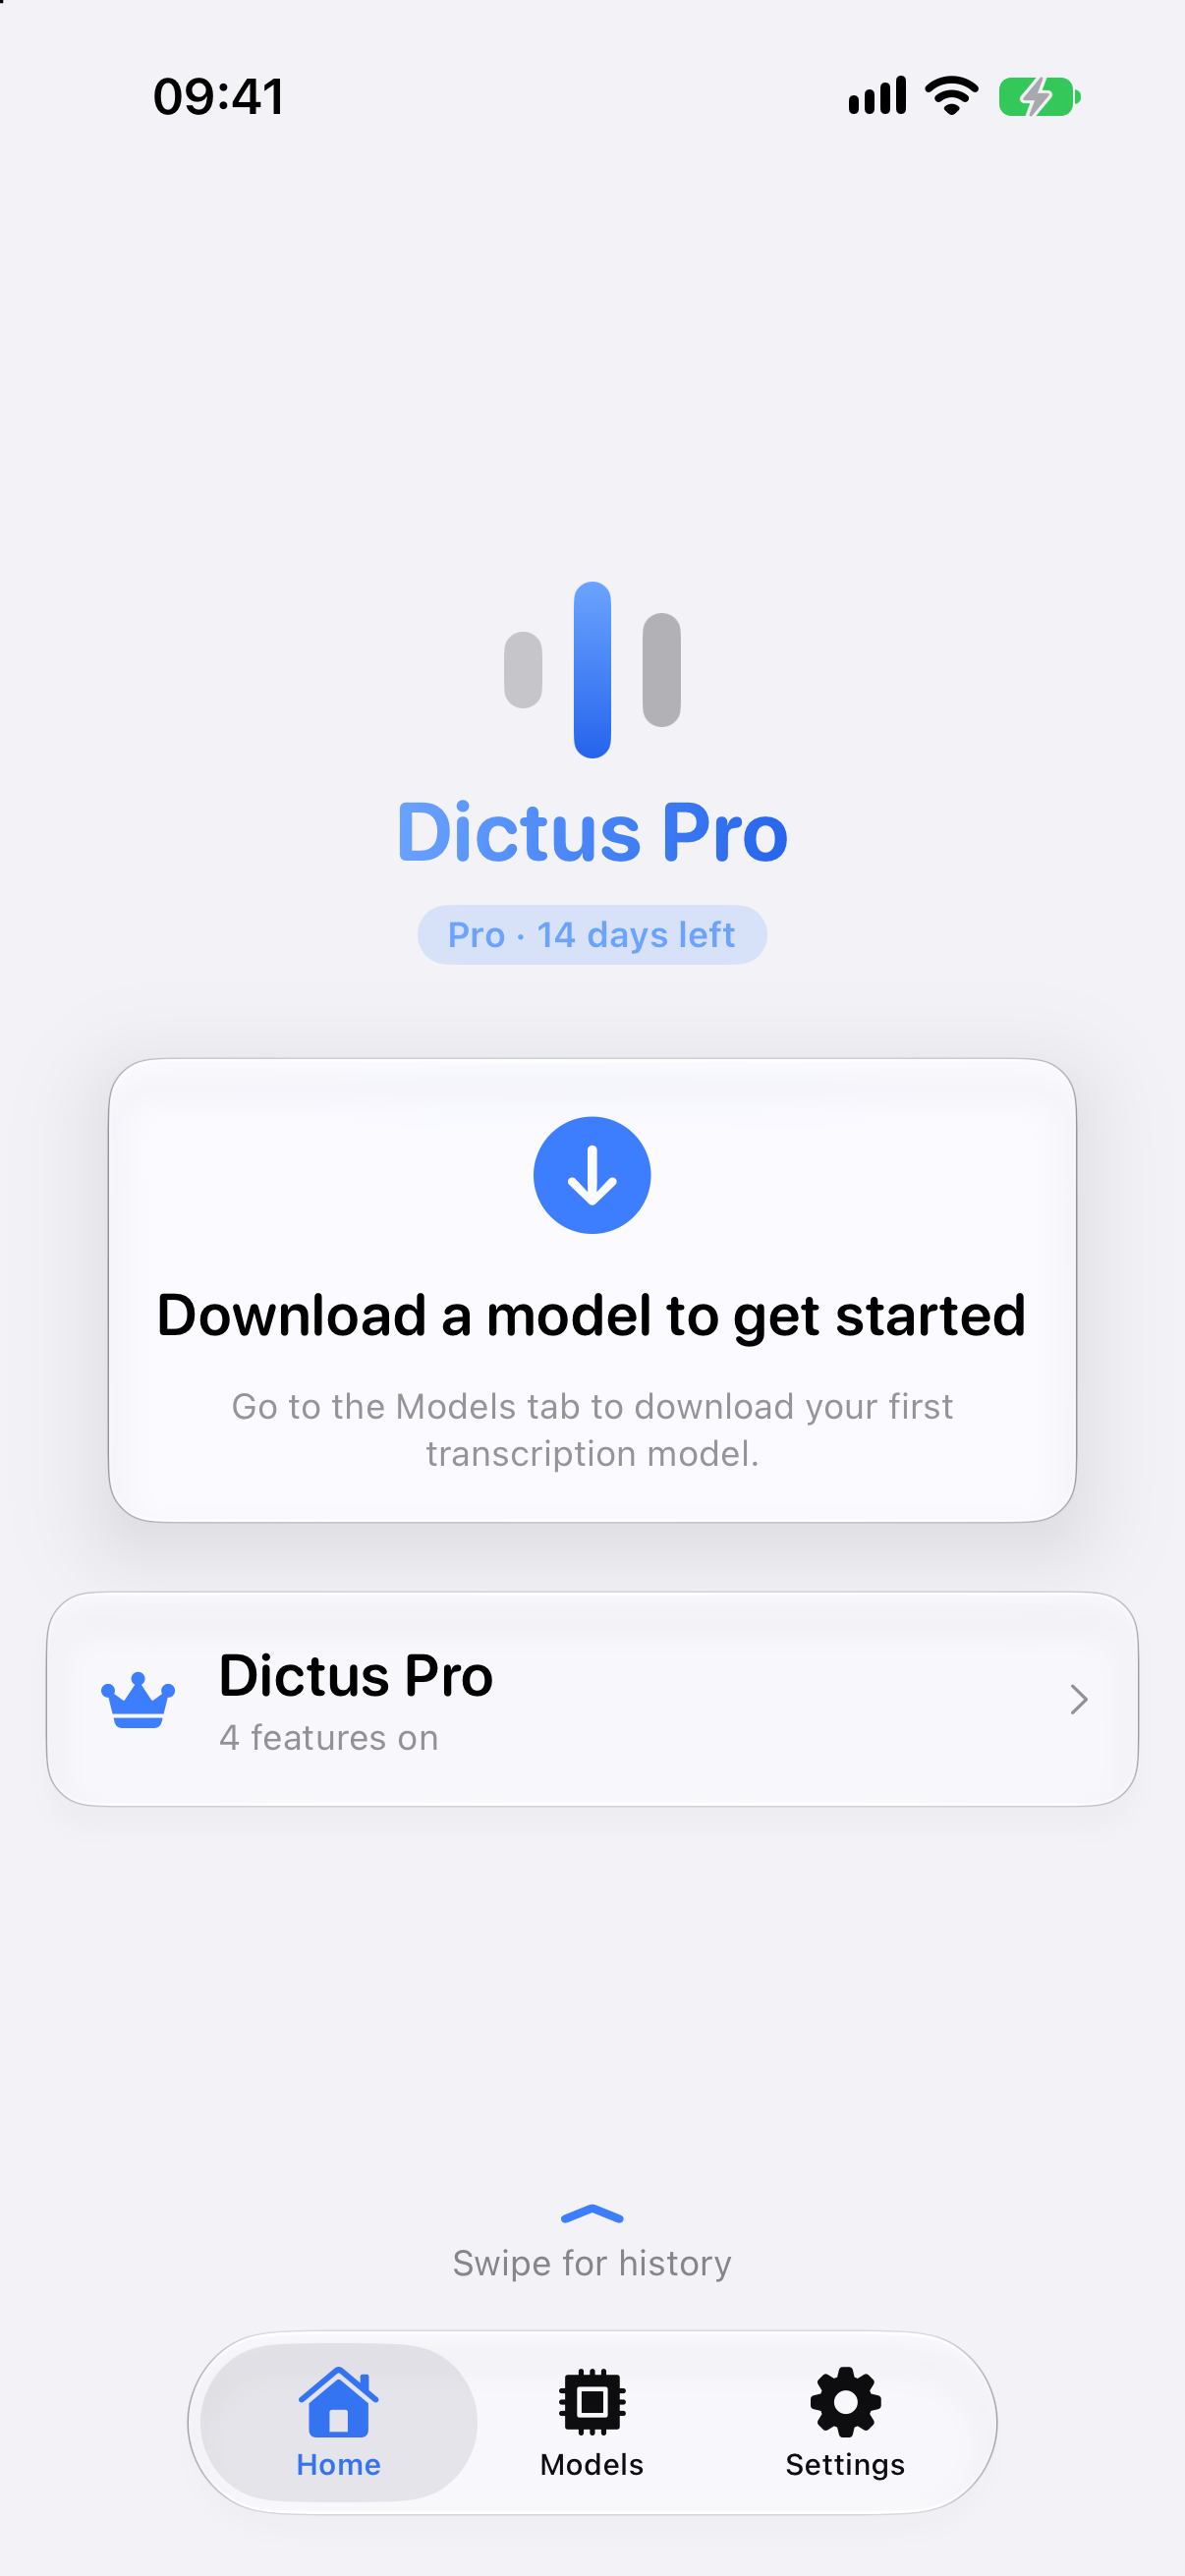 09:41
Dictus Pro
Pro · 14 days left
Download a model to get started
Go to the Models tab to download your first
transcription model.
Dictus Pro
4 features on
Swipe for history
Home
Models
Settings